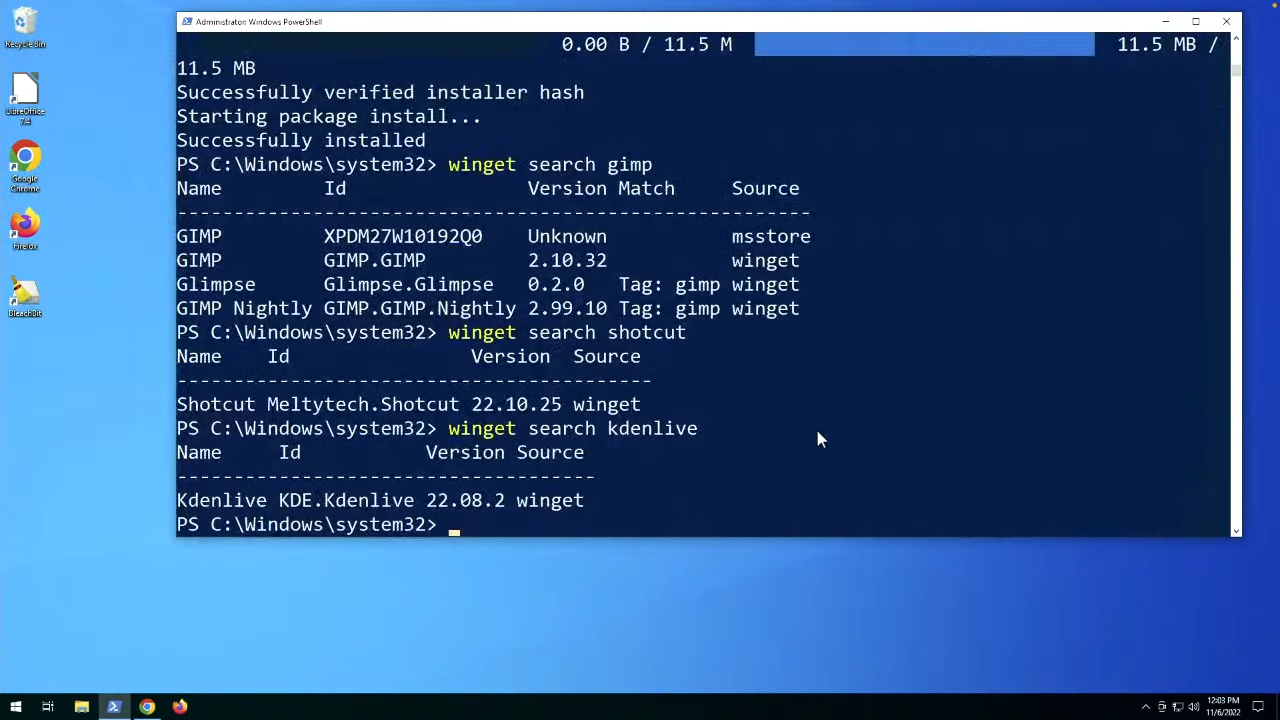 Administrator: Windows PowerShell
0.00 B / 11.5 M 11.5 MB /
11.5 MB
Successfully verified installer hash
Starting package install...
Successfully installed
PS C:\Windows\system32> winget search gimp
Name Id Version Match Source
--------------------------------------------------------
GIMP XPDM27W10192Q0 Unknown msstore
GIMP GIMP.GIMP 2.10.32 winget
Glimpse Glimpse.Glimpse 0.2.0 Tag: gimp winget
GIMP Nightly GIMP.GIMP.Nightly 2.99.10 Tag: gimp winget
PS C:\Windows\system32> winget search shotcut
Name Id Version Source
------------------------------------------
Shotcut Meltytech.Shotcut 22.10.25 winget
PS C:\Windows\system32> winget search kdenlive
Name Id Version Source
-------------------------------------
Kdenlive KDE.Kdenlive 22.08.2 winget
PS C:\Windows\system32>
Recycle Bin
LibreOffice
7.4
Google
Chrome
Firefox
BleachBit
12:03 PM
11/6/2022